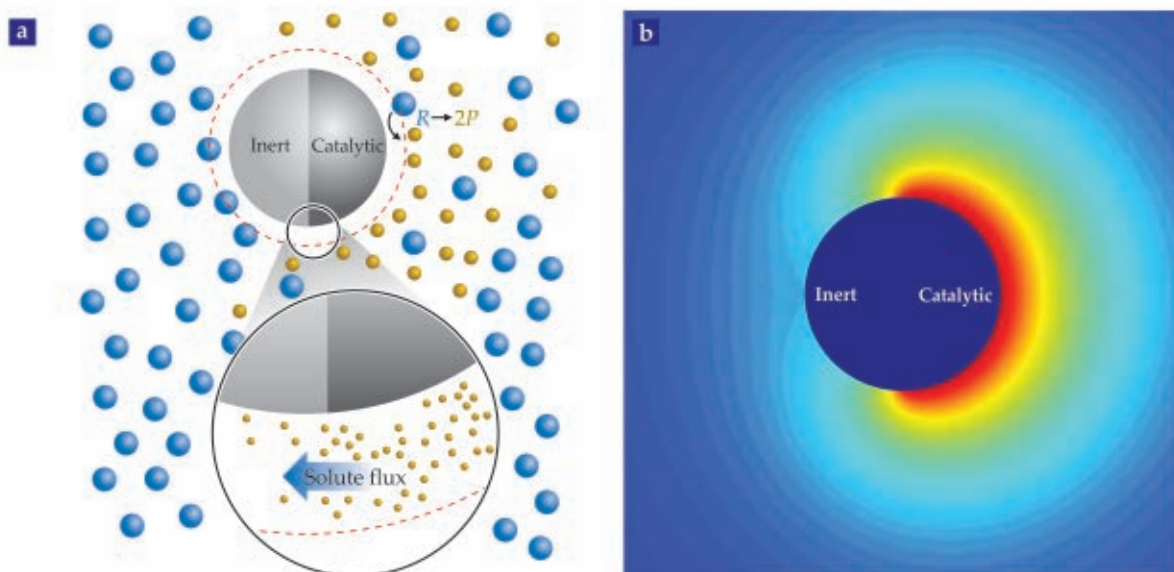 a
Inert Catalytic
R→2P
Solute flux
b
Inert Catalytic